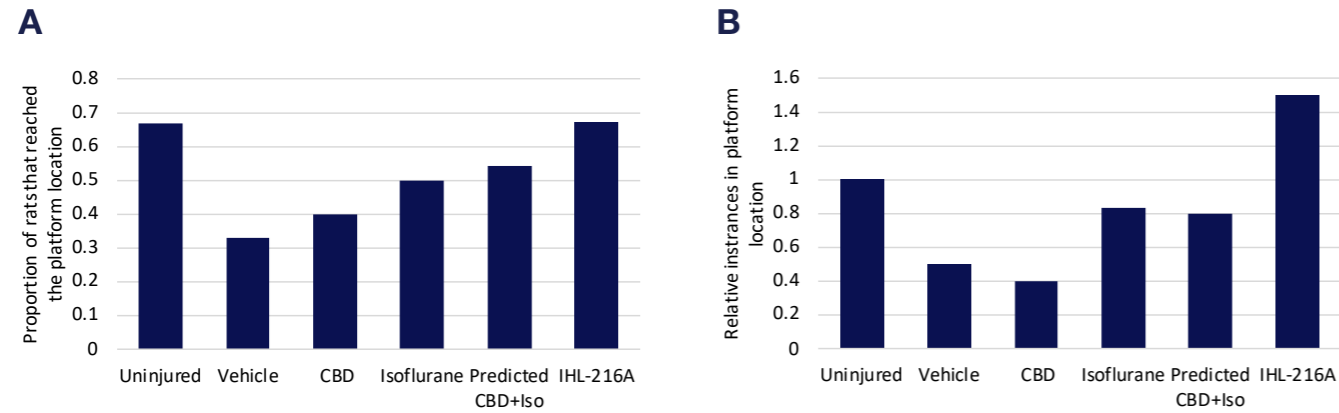 A
Proportion of rats that reached
the platform location
0.8
0.7
0.6
0.5
0.4
0.3
0.2
0.1
0
Uninjured Vehicle CBD Isoflurane Predicted IHL-216A
CBD+Iso
B
Relative instrances in platform
location
1.6
1.4
1.2
1
0.8
0.6
0.4
0.2
0
Uninjured Vehicle CBD Isoflurane Predicted IHL-216A
CBD+Iso